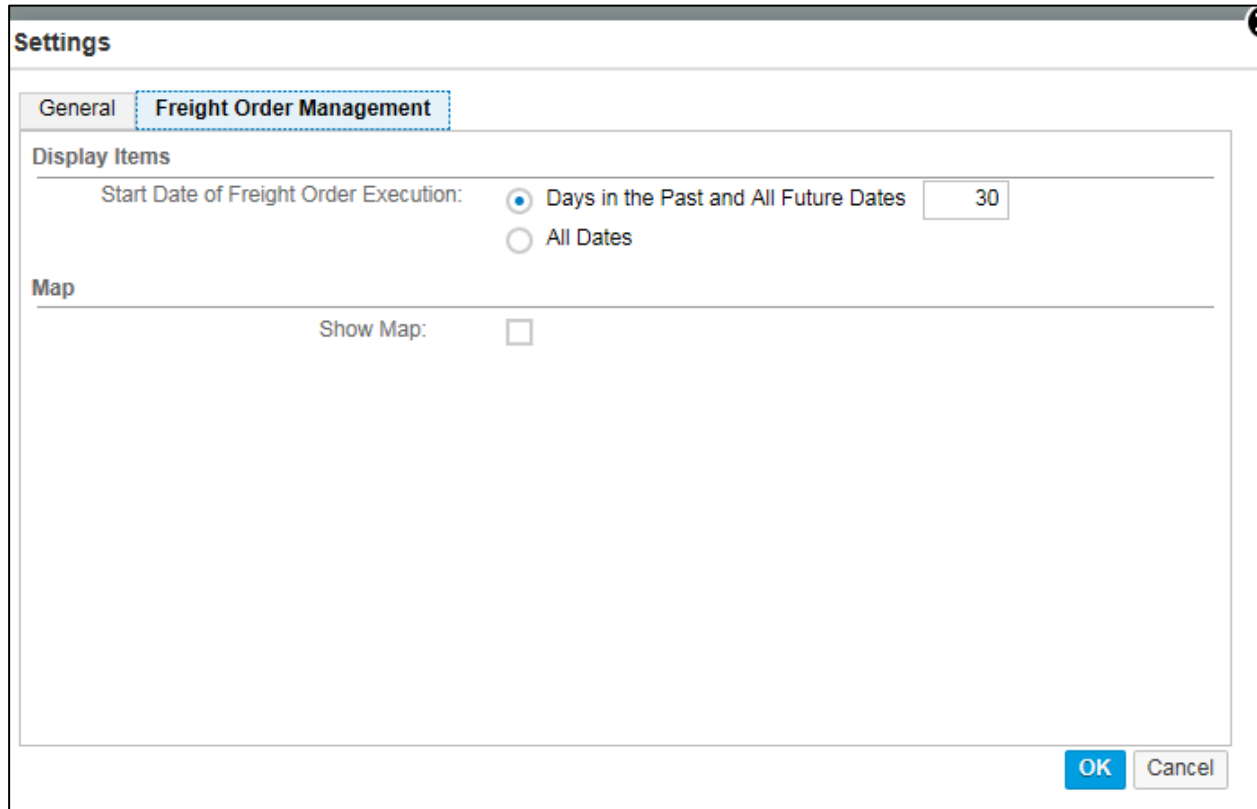 Settings
General Freight Order Management
Display Items
Start Date of Freight Order Execution: Days in the Past and All Future Dates 30
All Dates
Map
Show Map:
OK Cancel